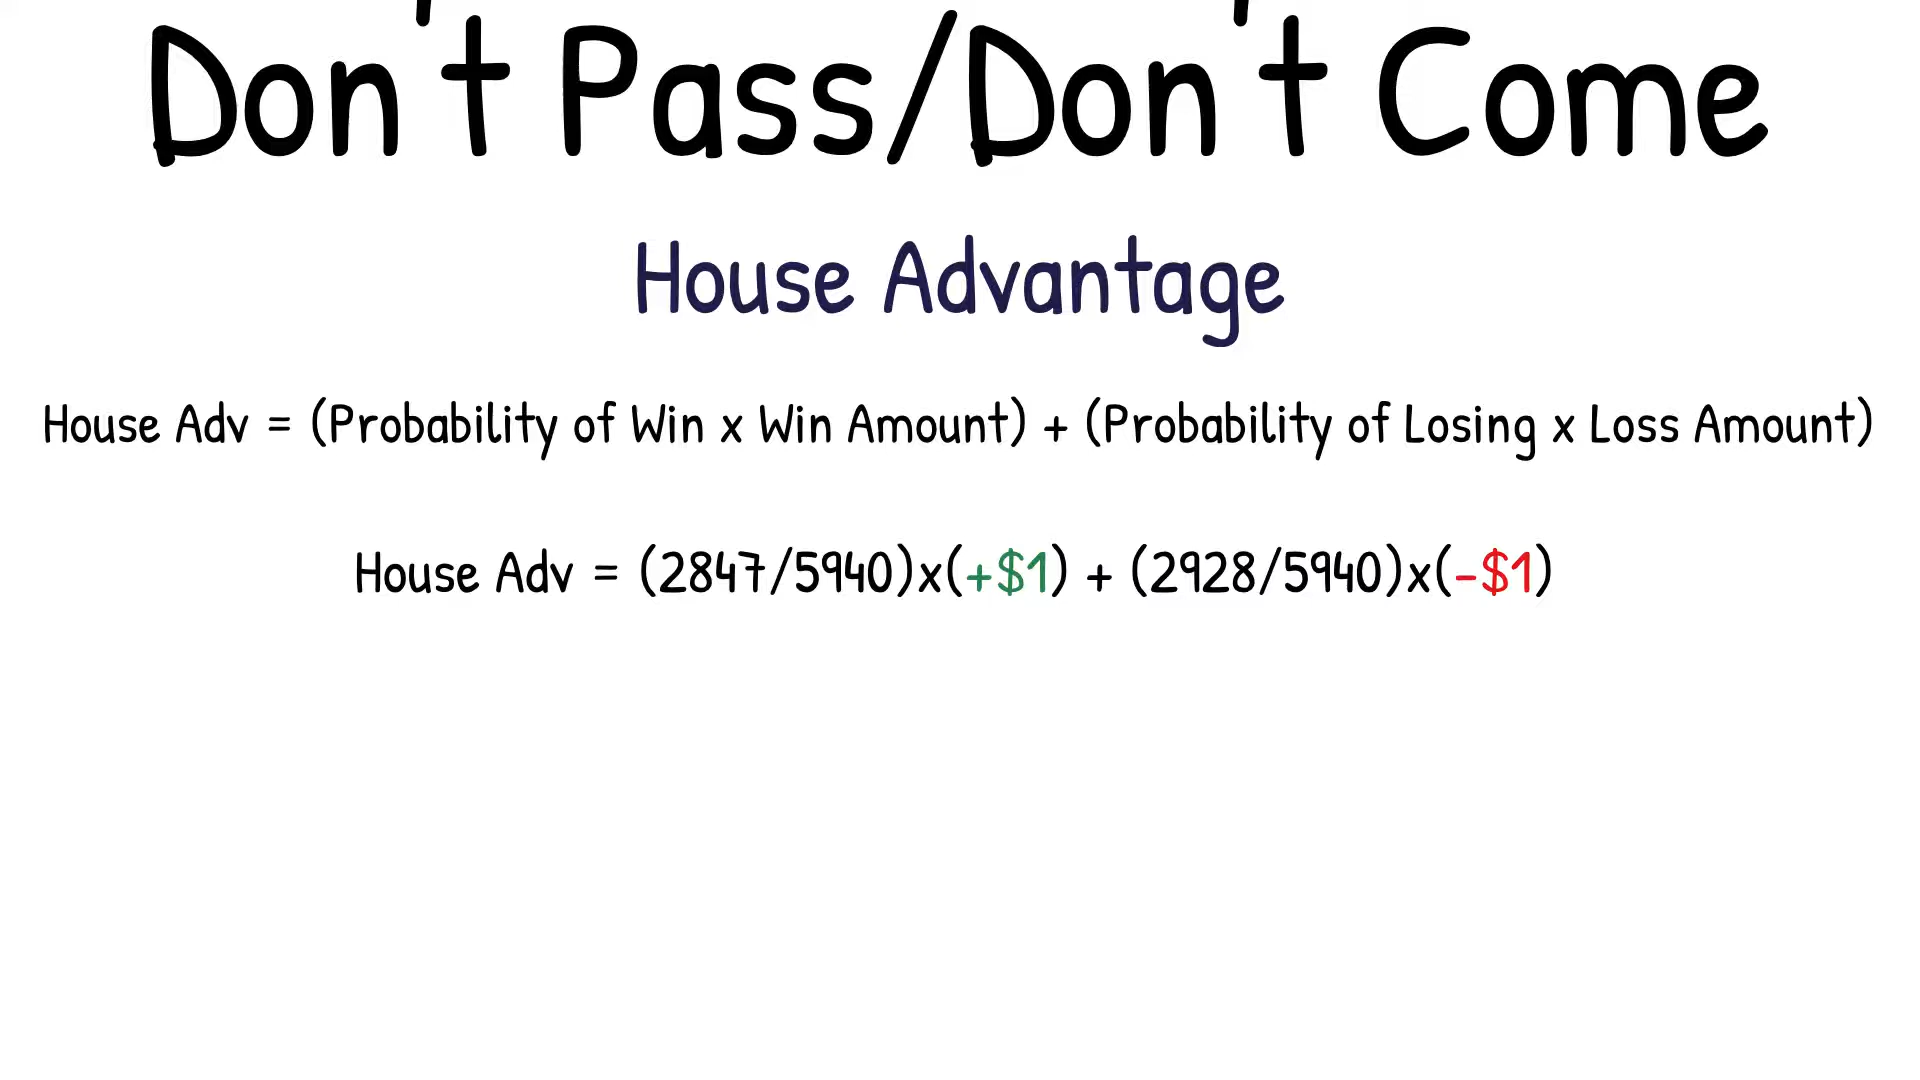 Don't Pass/Don't Come
House Advantage
House Adv = (Probability of Win x Win Amount) + (Probability of Losing x Loss Amount)
House Adv = (2847/5940)x(+$1) + (2928/5940)x(-$1)